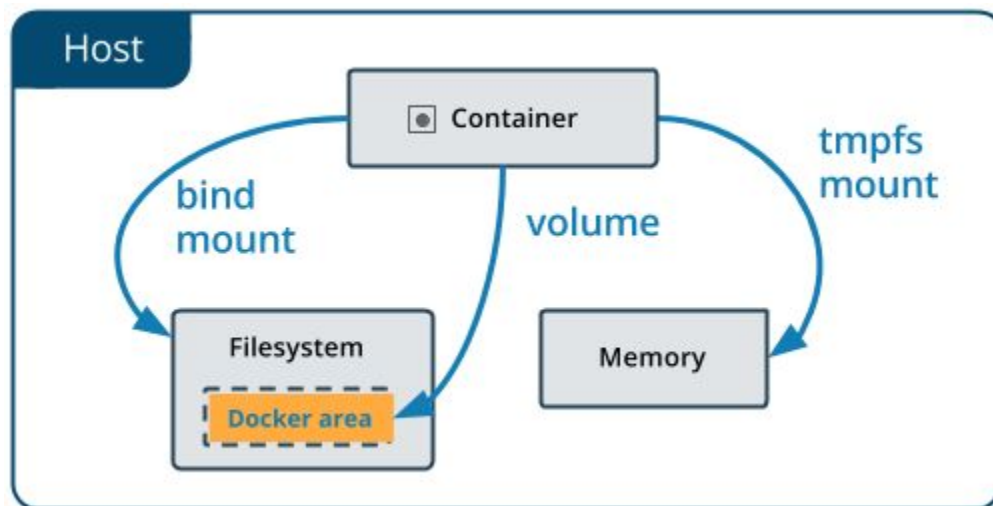 Host
Container
bind
mount
volume
tmpfs
mount
Filesystem
Docker area
Memory